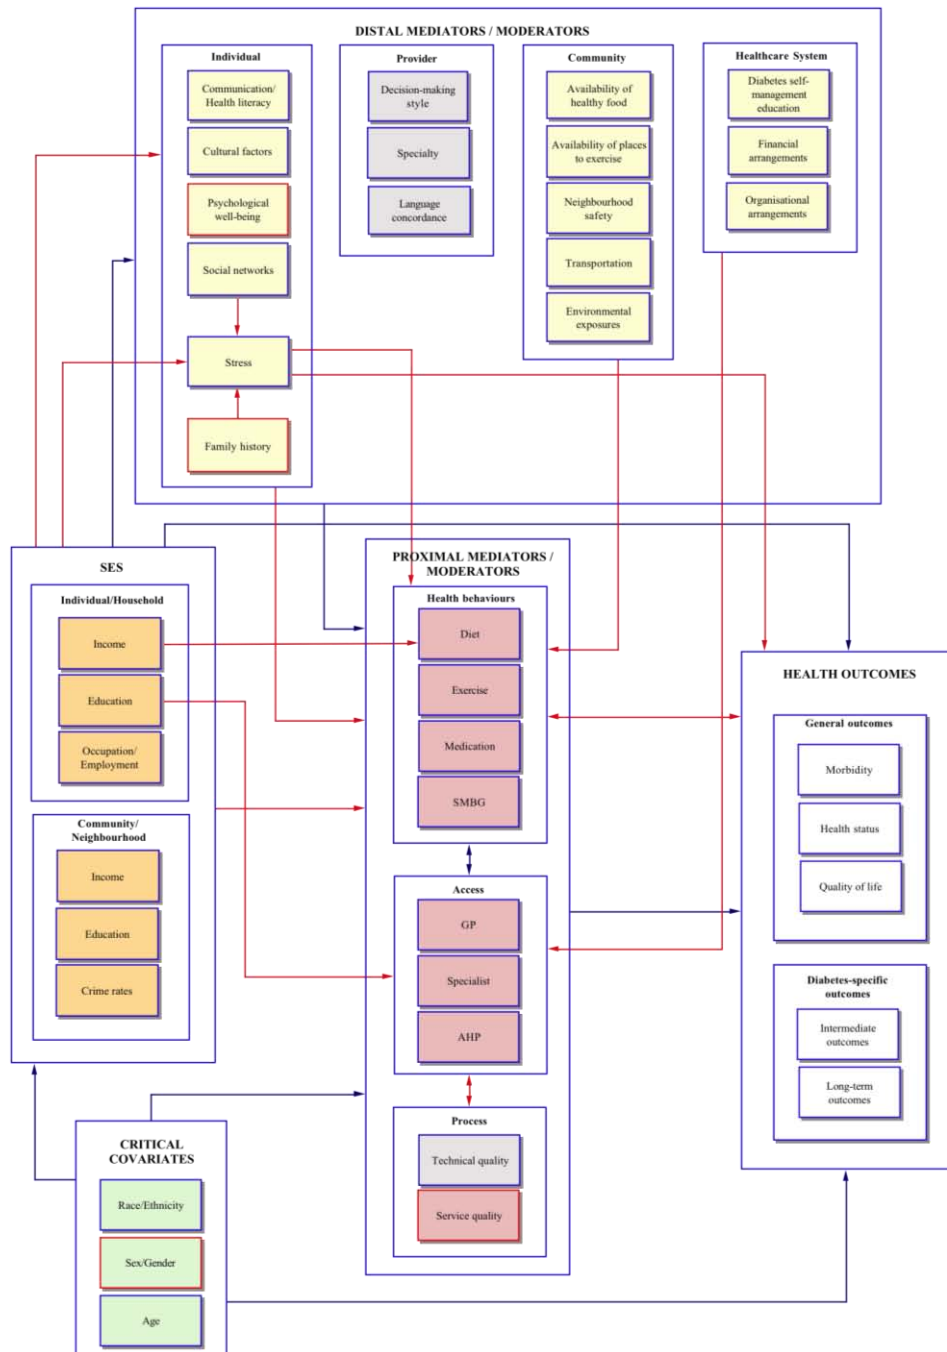 DISTAL MEDIATORS / MODERATORS
Individual
Communication/
Health literacy
Cultural factors
Psychological
well-being
Social networks
Stress
Family history
Provider
Decision-making
style
Specialty
Language
concordance
Community
Availability of
healthy food
Availability of places
to exercise
Neighbourhood
safety
Transportation
Environmental
exposures
Healthcare System
Diabetes self-
management
education
Financial
arrangements
Organisational
arrangements
SES
Individual/Household
Income
Education
Occupation/
Employment
Community/
Neighbourhood
Income
Education
Crime rates
PROXIMAL MEDIATORS /
MODERATORS
Health behaviours
Diet
Exercise
Medication
SMBG
Access
GP
Specialist
AHP
Process
Technical quality
Service quality
HEALTH OUTCOMES
General outcomes
Morbidity
Health status
Quality of life
Diabetes-specific
outcomes
Intermediate
outcomes
Long-term
outcomes
CRITICAL
COVARIATES
Race/Ethnicity
Sex/Gender
Age